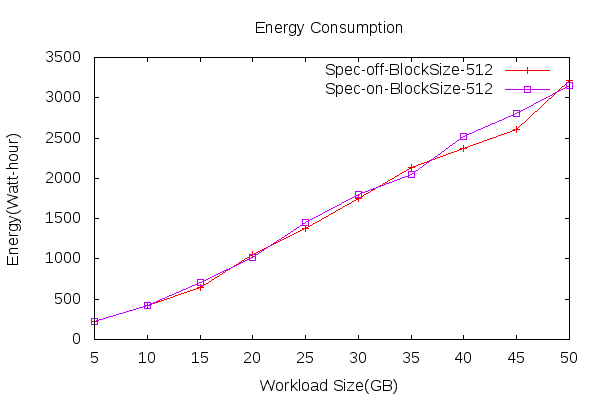 Energy Consumption
Spec-off-BlockSize-512
Spec-on-BlockSize-512
3500
3000
2500
2000
1500
1000
500
0
Energy(Watt-hour)
5 10 15 20 25 30 35 40 45 50
Workload Size(GB)